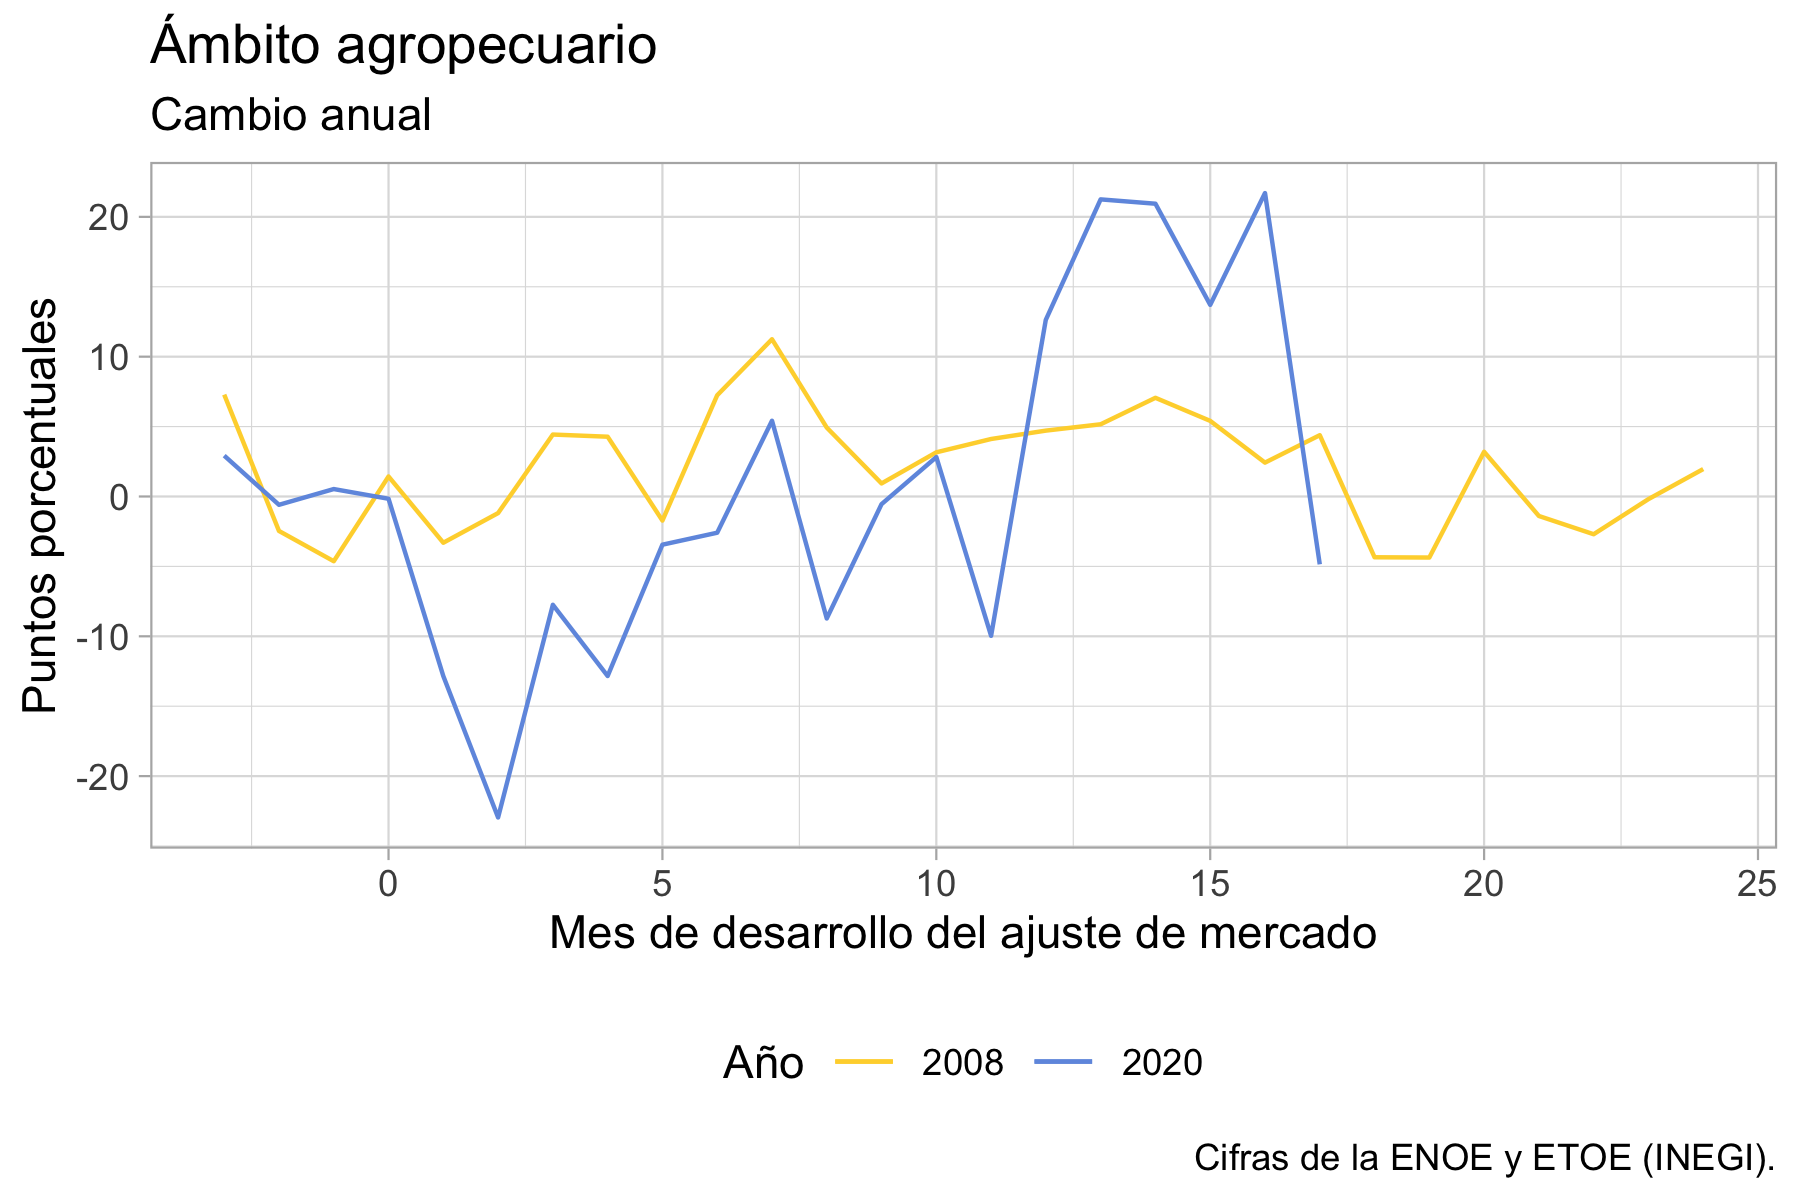 Ámbito agropecuario
Cambio anual
Puntos porcentuales
20
10
0
-10
-20
0 5 10 15 20 25
Mes de desarrollo del ajuste de mercado
Año 2008 2020
Cifras de la ENOE y ETOE (INEGI).